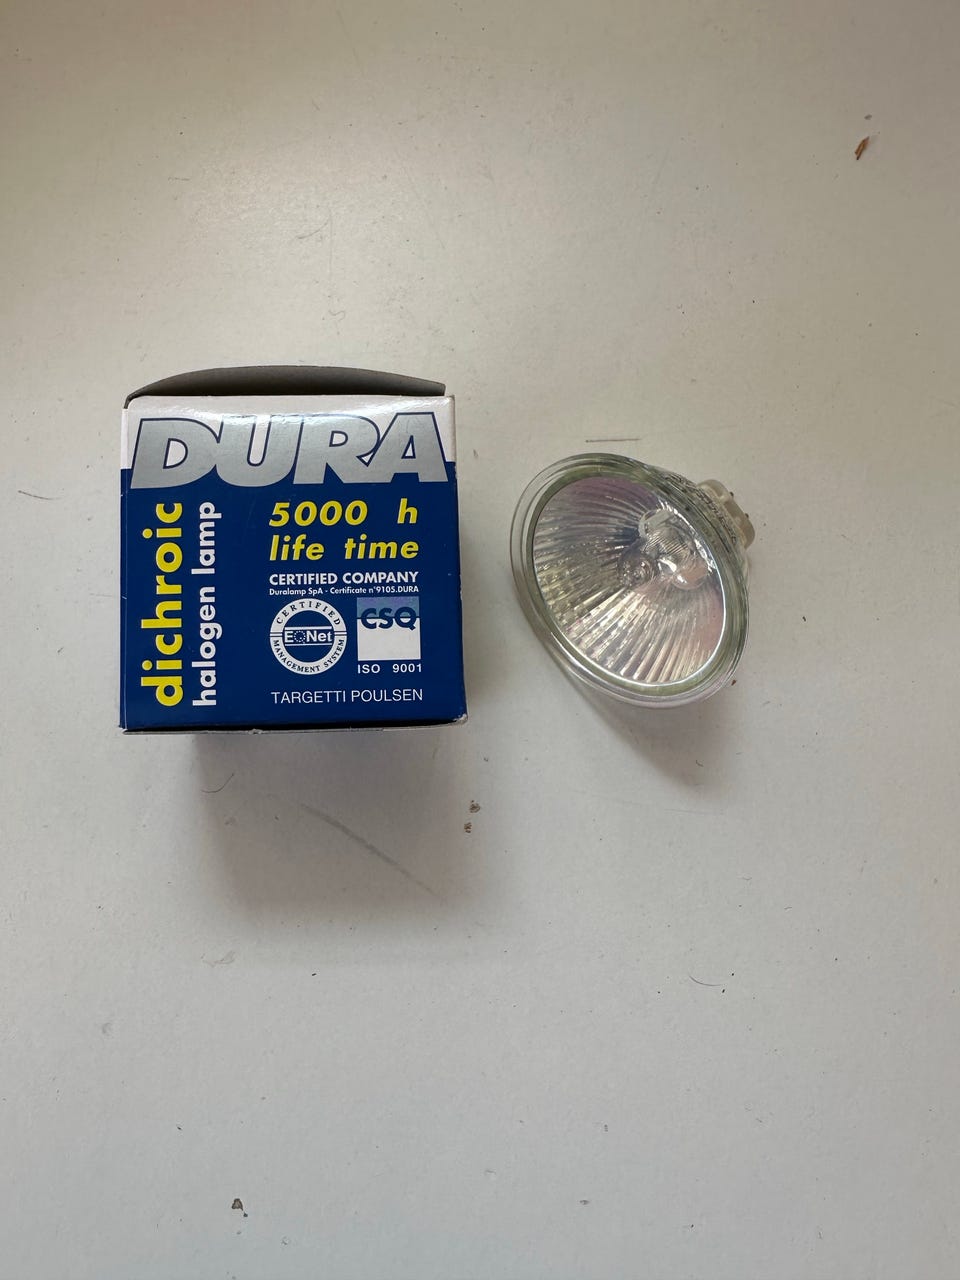 DURA
dichroic
halogen lamp
5000 h
life time
CERTIFIED COMPANY
Duralamp SpA - Certificate n°9105.DURA
CERTIFIED
EQNet
MANAGEMENT SYSTEM
CSQ
ISO 9001
TARGETTI POULSEN